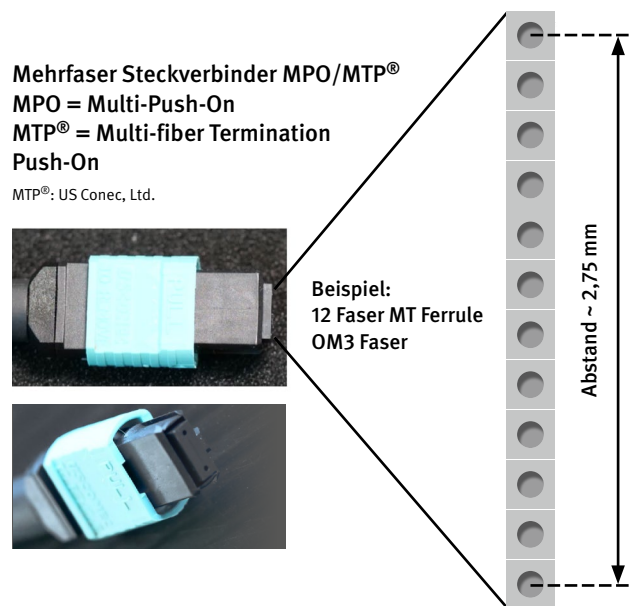 Mehrfaser Steckverbinder MPO/MTP®
MPO = Multi-Push-On
MTP® = Multi-fiber Termination
Push-On
MTP®: US Conec, Ltd.
Beispiel:
12 Faser MT Ferrule
OM3 Faser
Abstand ~ 2,75 mm